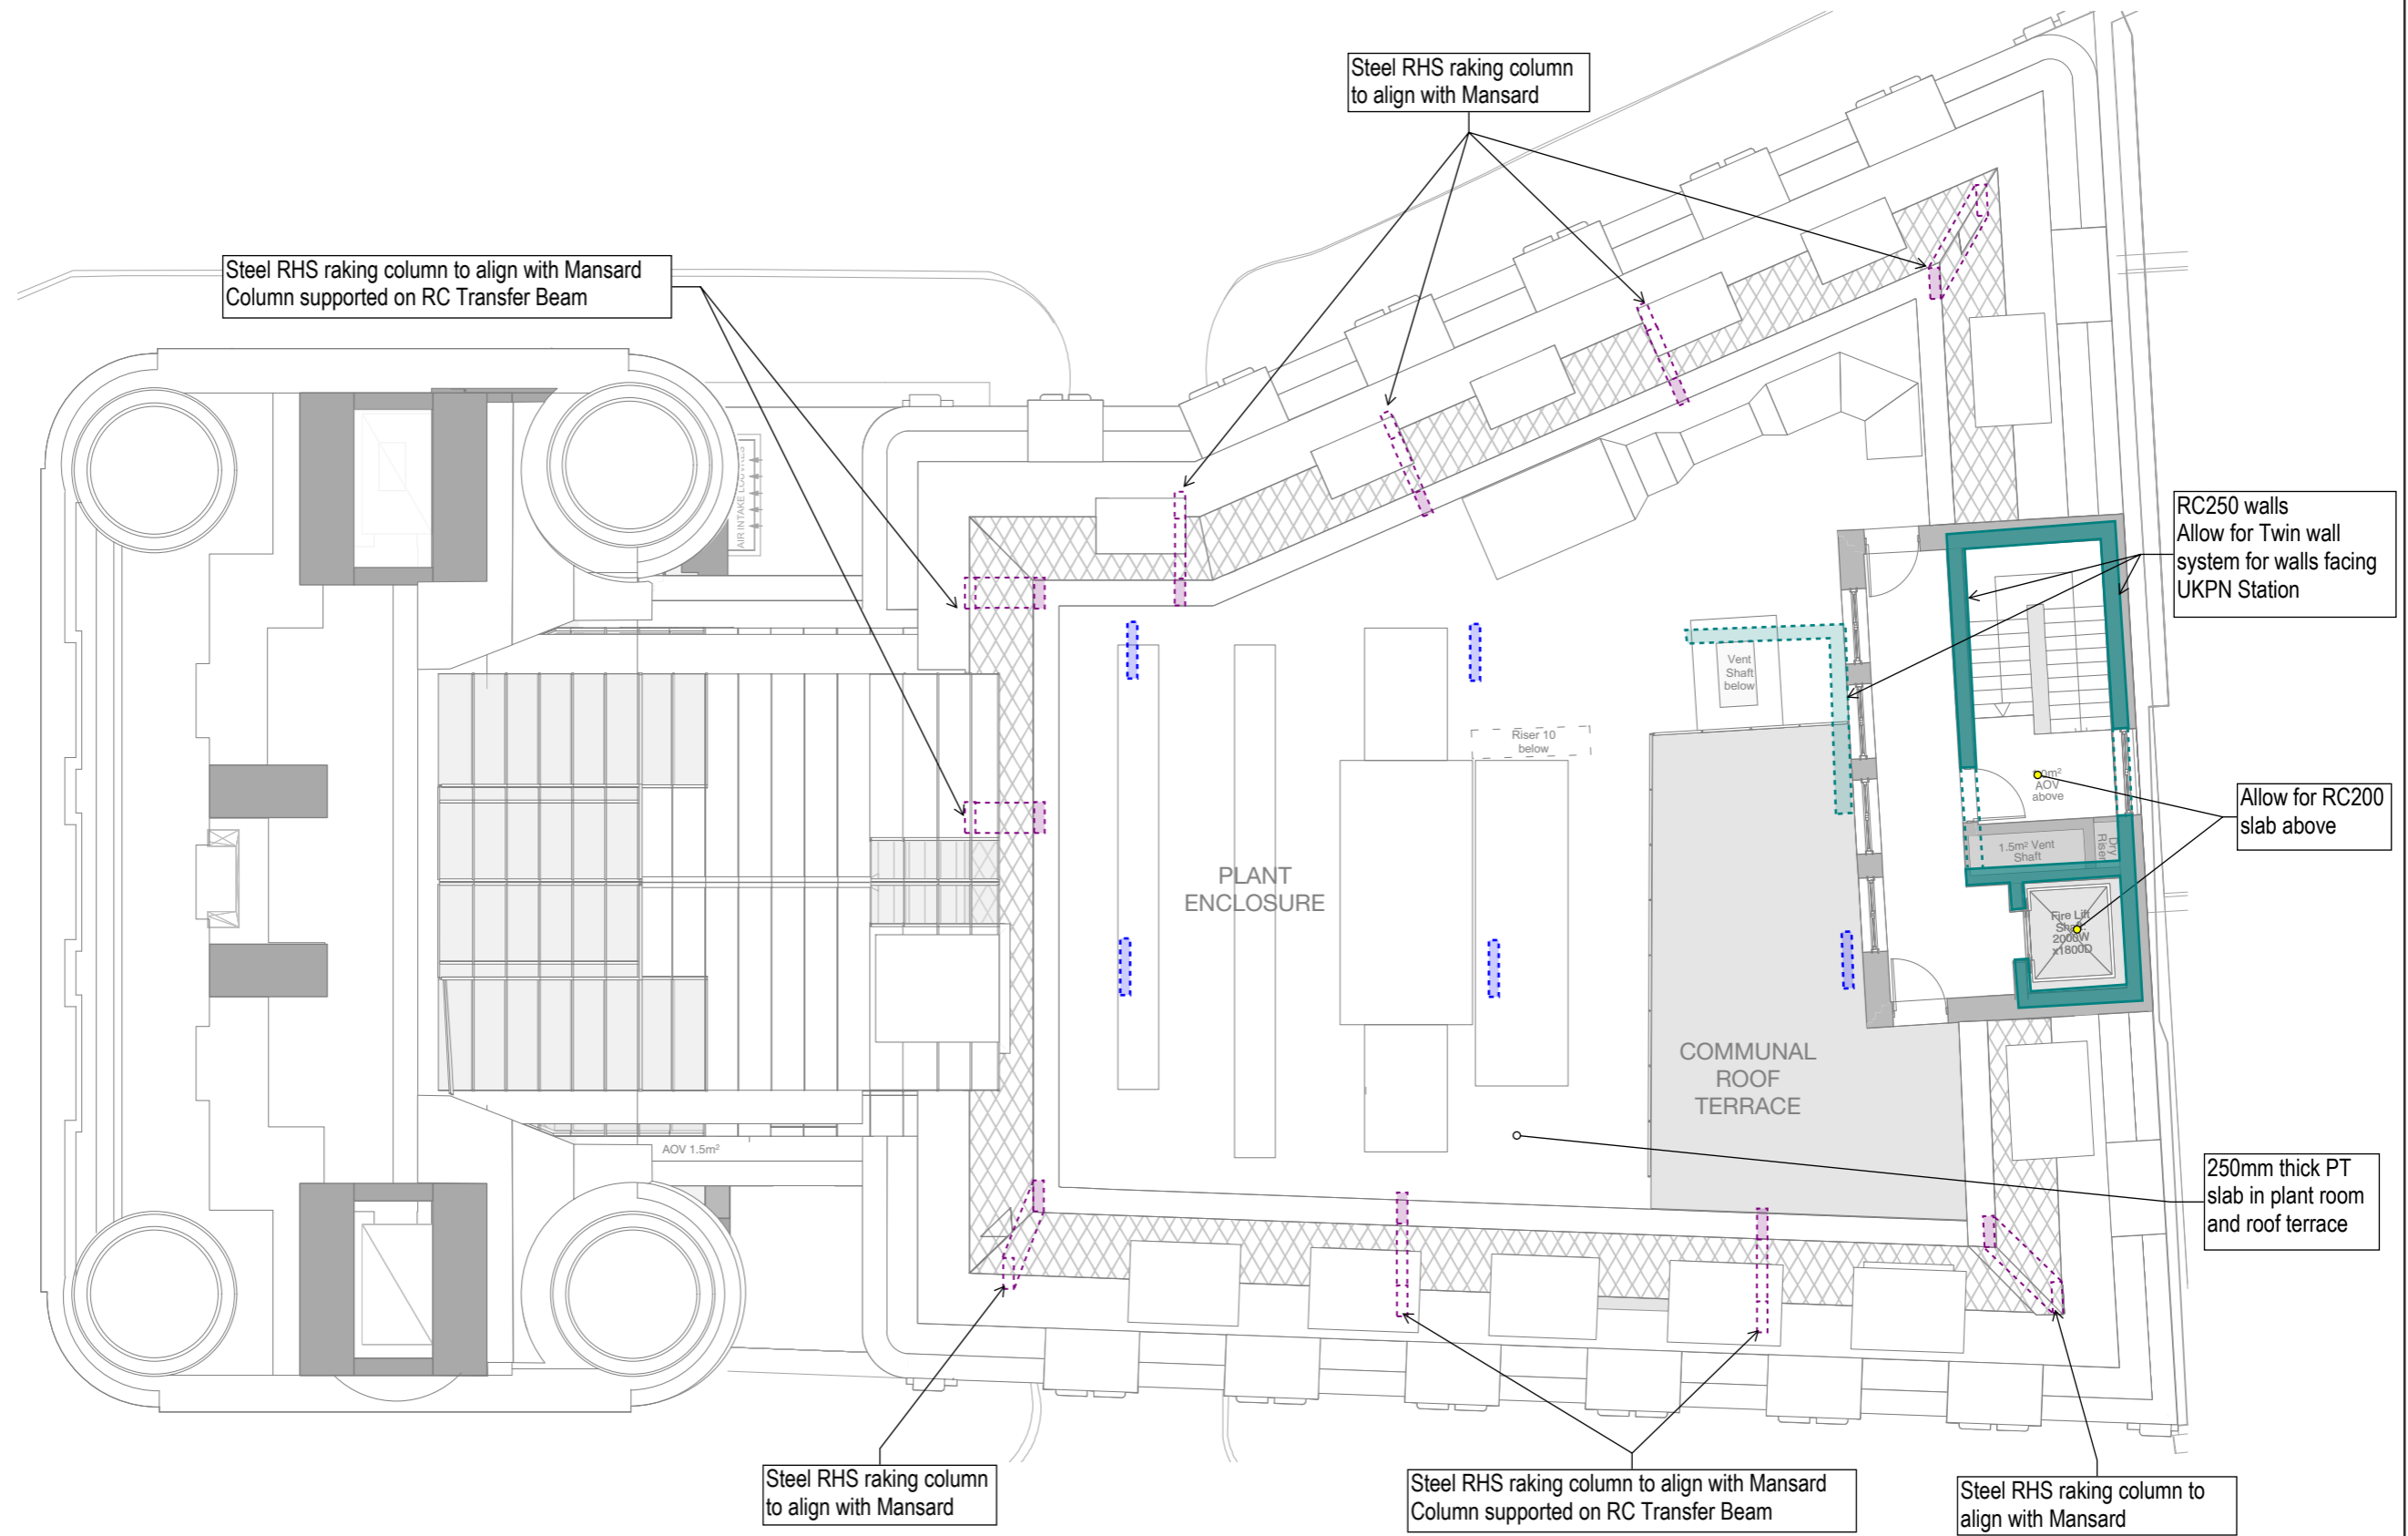 Steel RHS raking column
to align with Mansard
Steel RHS raking column to align with Mansard
Column supported on RC Transfer Beam
AIR INTAKE LOUVRES
RC250 walls
Allow for Twin wall
system for walls facing
UKPN Station
Vent
Shaft
below
Riser 10
below
AOV
above
Allow for RC200
slab above
1.5m² Vent
Shaft
Dry
Riser
PLANT
ENCLOSURE
Fire Lift
2000W
x1800D
COMMUNAL
ROOF
TERRACE
AOV 1.5m²
250mm thick PT
slab in plant room
and roof terrace
Steel RHS raking column
to align with Mansard
Steel RHS raking column to align with Mansard
Column supported on RC Transfer Beam
Steel RHS raking column to
align with Mansard